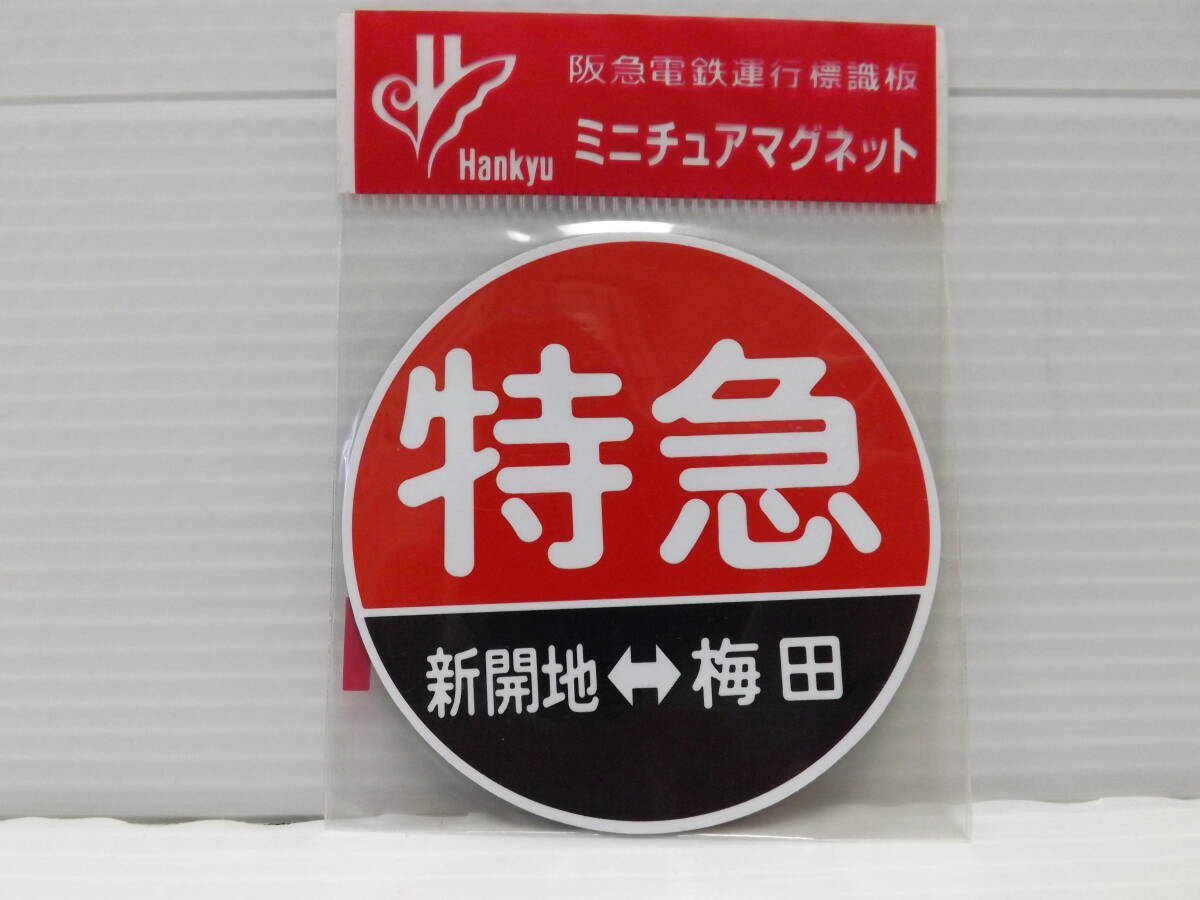 阪急電鉄運行標識板
Hankyu
ミニチュアマグネット
特急
新開地↔梅田